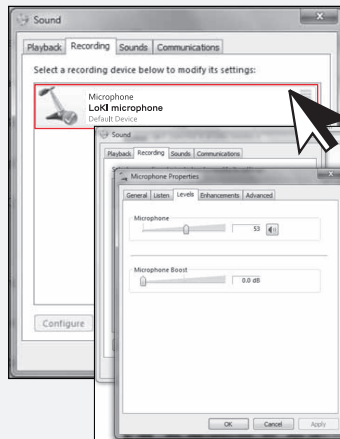 Sound
Playback Recording Sounds Communications
Select a recording device below to modify its settings:
Microphone
LoKI microphone
Default Device
Configure
Sound
Playback Recording Sounds Communications
Microphone Properties
General Listen Levels Enhancements Advanced
Microphone
53
Microphone Boost
0.0 dB
OK Cancel Apply